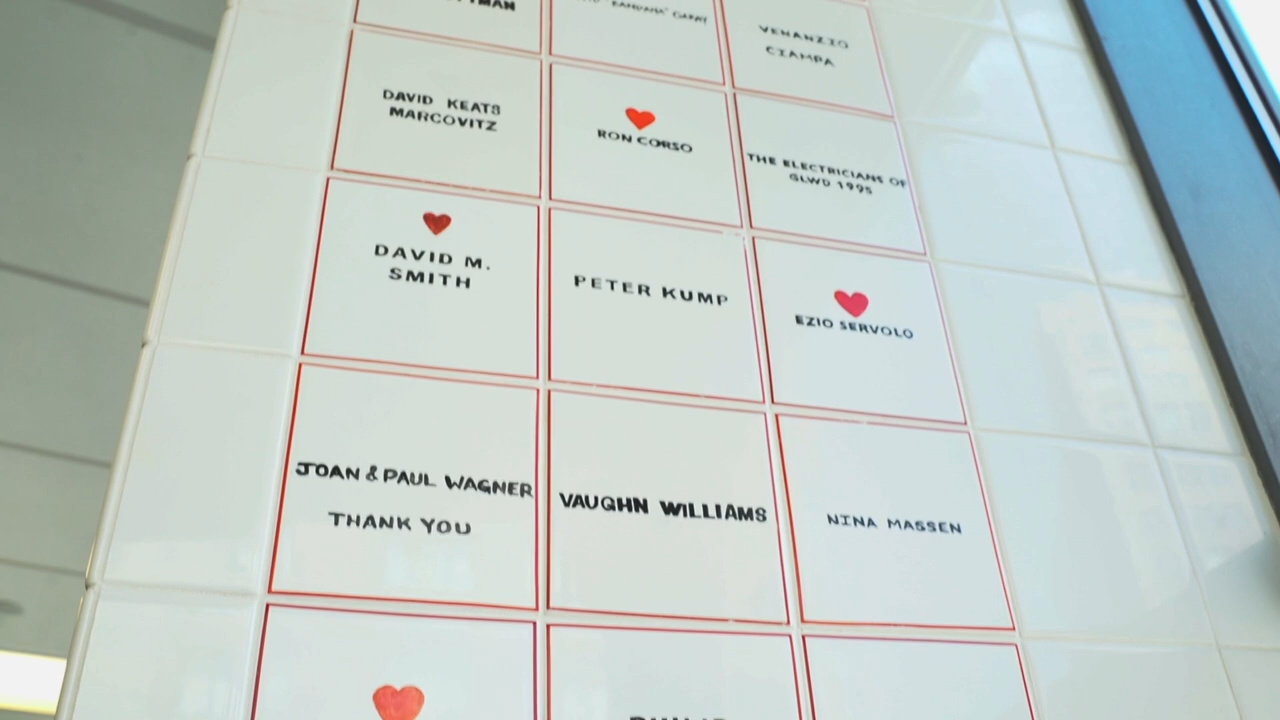 VENANZIO
CIAMPA
DAVID KEATS
MARCOVITZ
RON CORSO
THE ELECTRICIANS OF
GLWD 1995
DAVID M.
SMITH
PETER KUMP
EZIO SERVOLO
JOAN & PAUL WAGNER
THANK YOU
VAUGHN WILLIAMS
NINA MASSEN